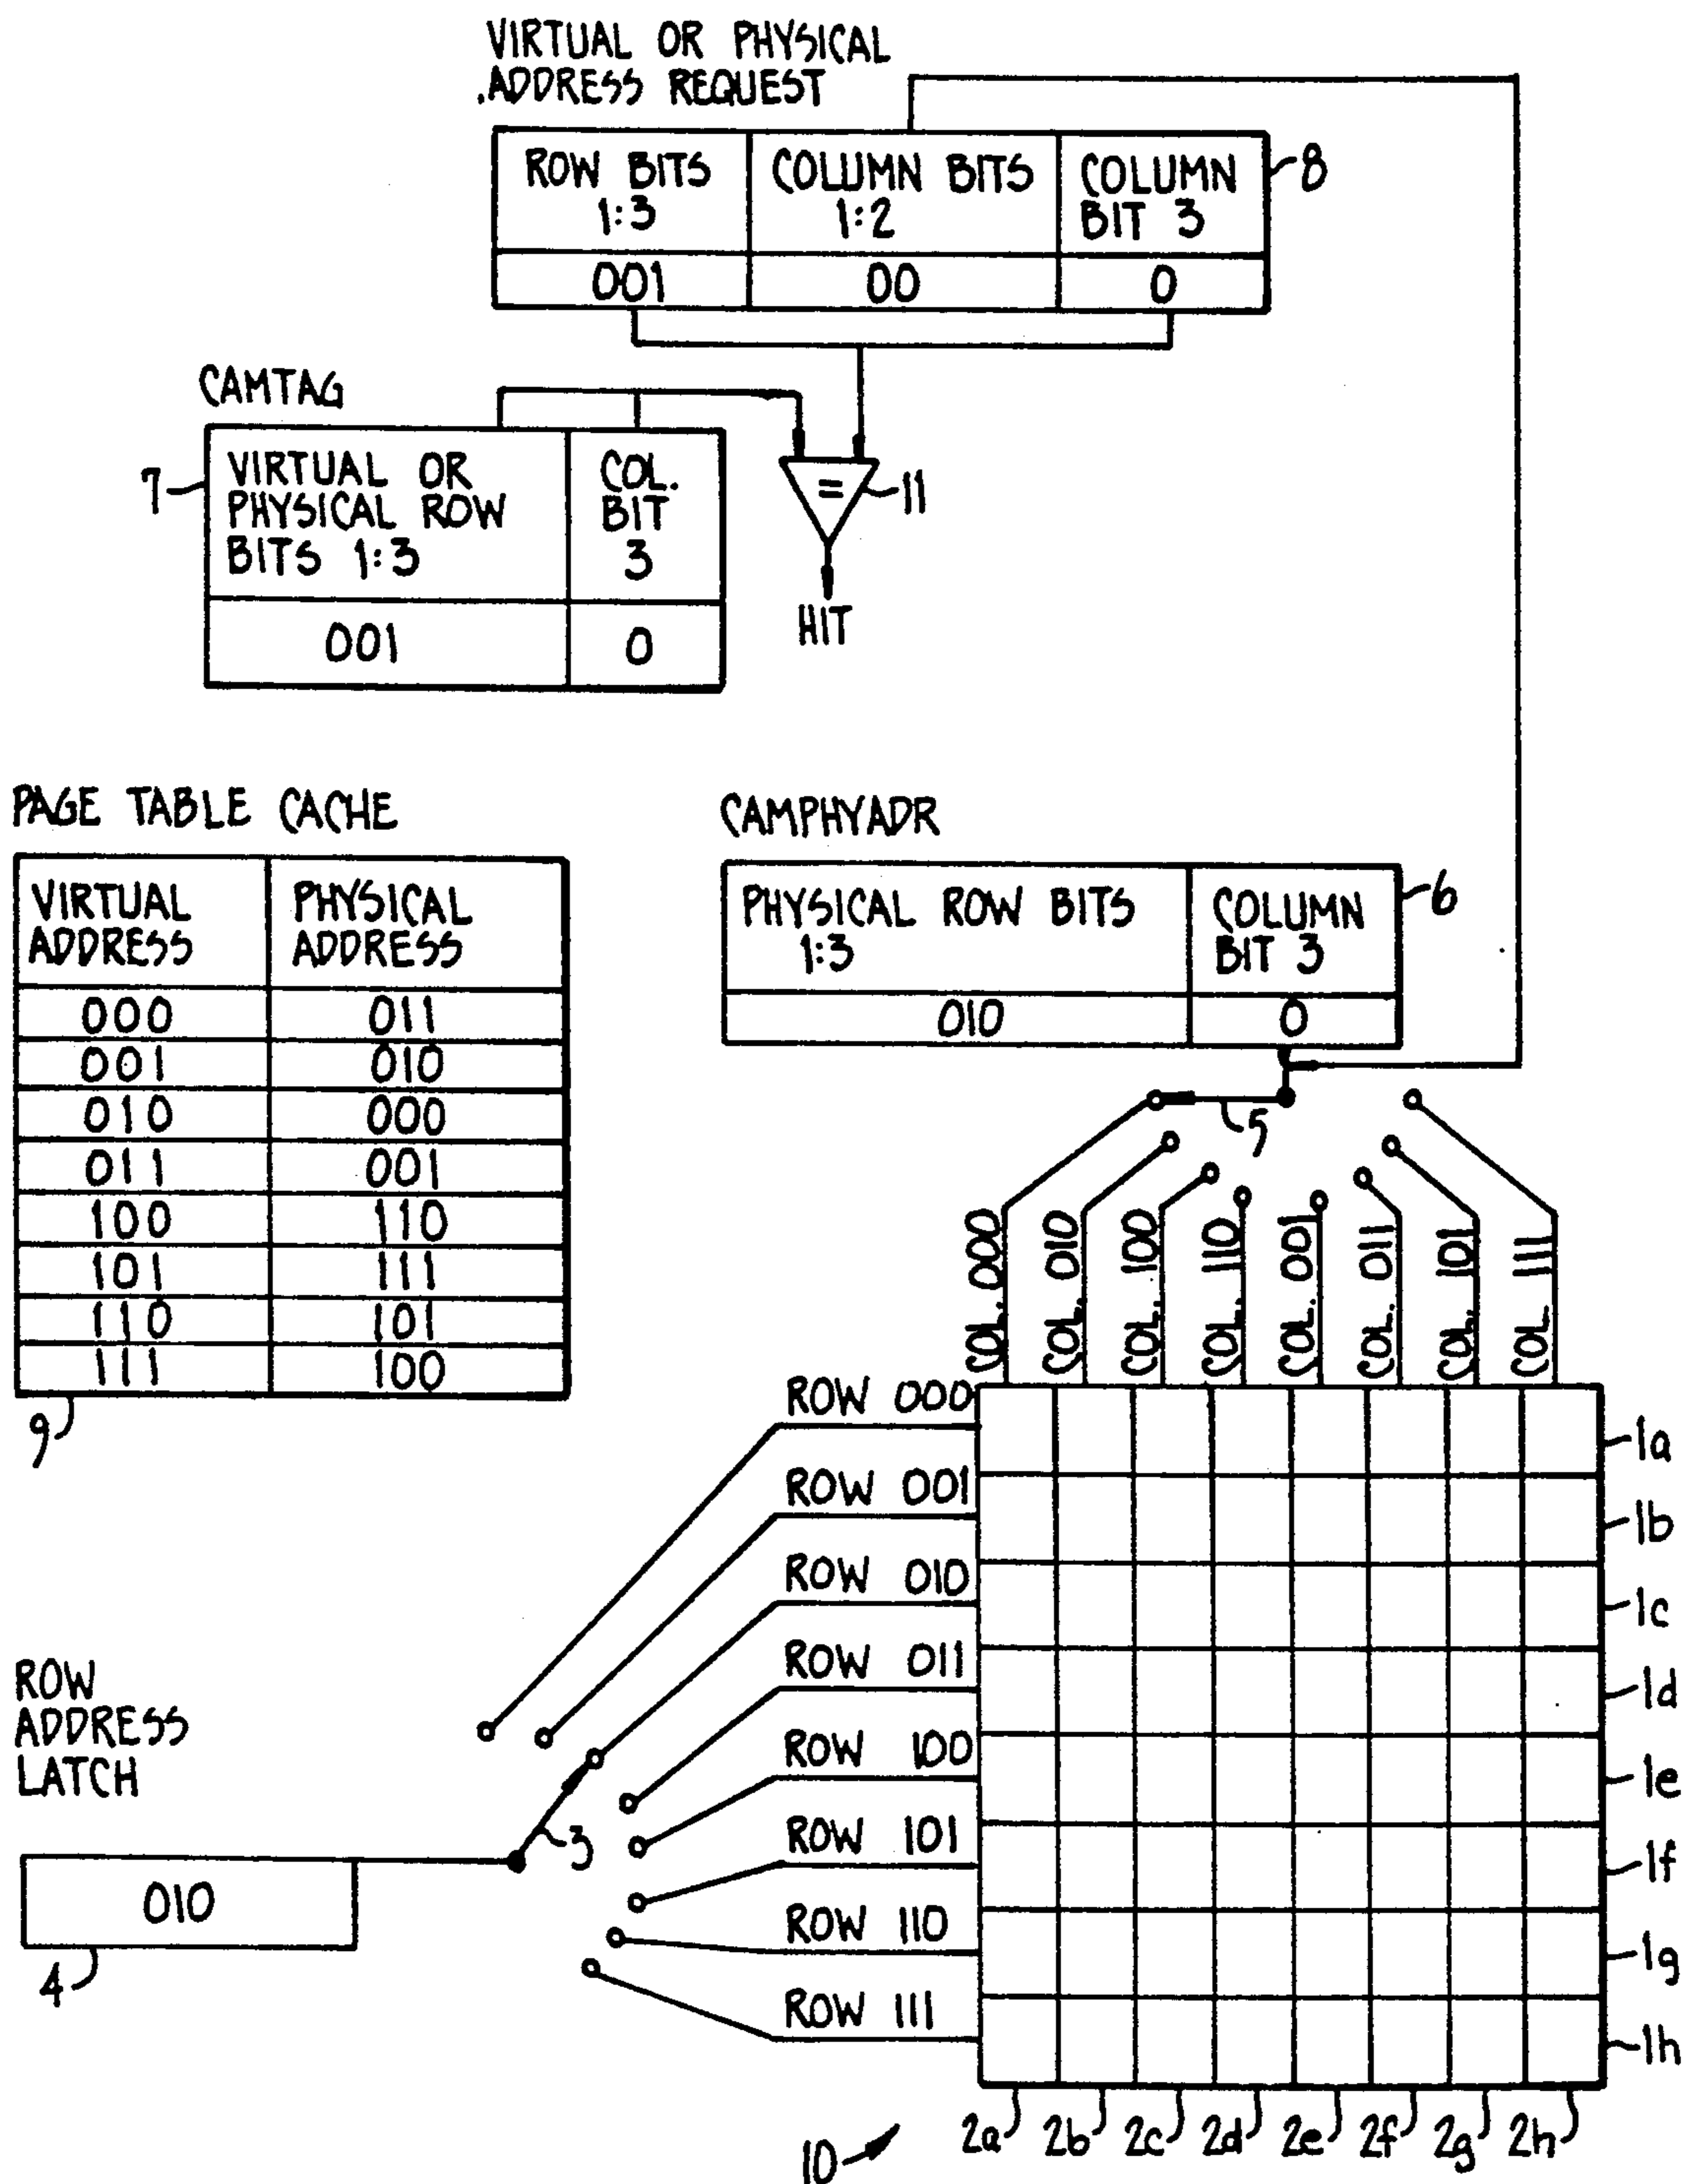 VIRTUAL OR PHYSICAL
.ADDRESS REQUEST
ROW BITS
1:3
COLUMN BITS
1:2
COLUMN
BIT 3
8
001
00
0
CAMTAG
7
VIRTUAL OR
PHYSICAL ROW
BITS 1:3
COL.
BIT
3
=
11
001
0
HIT
PAGE TABLE CACHE
VIRTUAL
ADDRESS
PHYSICAL
ADDRESS
000 011
001 010
010 000
011 001
100 110
101 111
110 101
111 100
9
CAMPHYADR
PHYSICAL ROW BITS
1:3
COLUMN
BIT 3
6
010
0
5
COL. 000
COL. 010
COL. 100
COL. 110
COL. 001
COL. 011
COL. 101
COL. 111
ROW 000
ROW 001
ROW 010
ROW 011
ROW 100
ROW 101
ROW 110
ROW 111
1a
1b
1c
1d
1e
1f
1g
1h
ROW
ADDRESS
LATCH
3
010
4
2a 2b 2c 2d 2e 2f 2g 2h
10